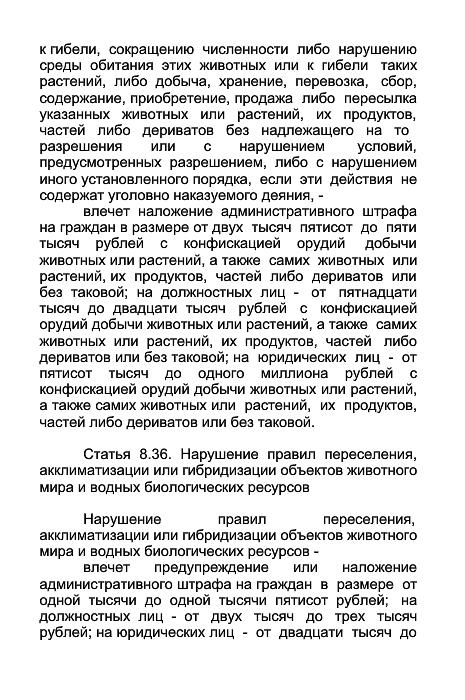 к гибели, сокращению численности либо нарушению
среды обитания этих животных или к гибели таких
растений, либо добыча, хранение, перевозка, сбор,
содержание, приобретение, продажа либо пересылка
указанных животных или растений, их продуктов,
частей либо дериватов без надлежащего на то
разрешения или с нарушением условий,
предусмотренных разрешением, либо с нарушением
иного установленного порядка, если эти действия не
содержат уголовно наказуемого деяния, -
влечет наложение административного штрафа
на граждан в размере от двух тысяч пятисот до пяти
тысяч рублей с конфискацией орудий добычи
животных или растений, а также самих животных или
растений, их продуктов, частей либо дериватов или
без таковой; на должностных лиц - от пятнадцати
тысяч до двадцати тысяч рублей с конфискацией
орудий добычи животных или растений, а также самих
животных или растений, их продуктов, частей либо
дериватов или без таковой; на юридических лиц - от
пятисот тысяч до одного миллиона рублей с
конфискацией орудий добычи животных или растений,
а также самих животных или растений, их продуктов,
частей либо дериватов или без таковой.
Статья 8.36. Нарушение правил переселения,
акклиматизации или гибридизации объектов животного
мира и водных биологических ресурсов
Нарушение правил переселения,
акклиматизации или гибридизации объектов животного
мира и водных биологических ресурсов -
влечет предупреждение или наложение
административного штрафа на граждан в размере от
одной тысячи до одной тысячи пятисот рублей; на
должностных лиц - от двух тысяч до трех тысяч
рублей; на юридических лиц - от двадцати тысяч до